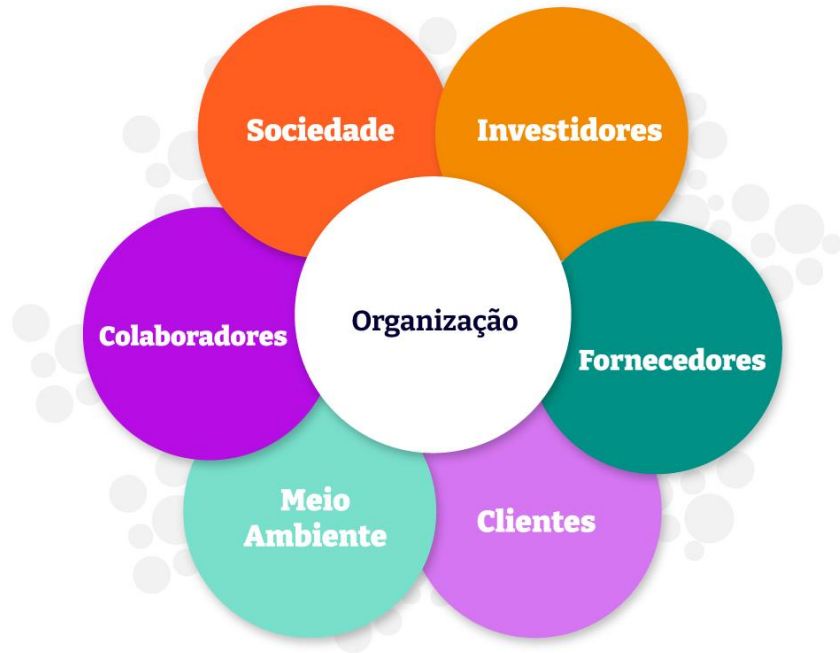 Sociedade
Investidores
Colaboradores
Organização
Fornecedores
Meio
Ambiente
Clientes